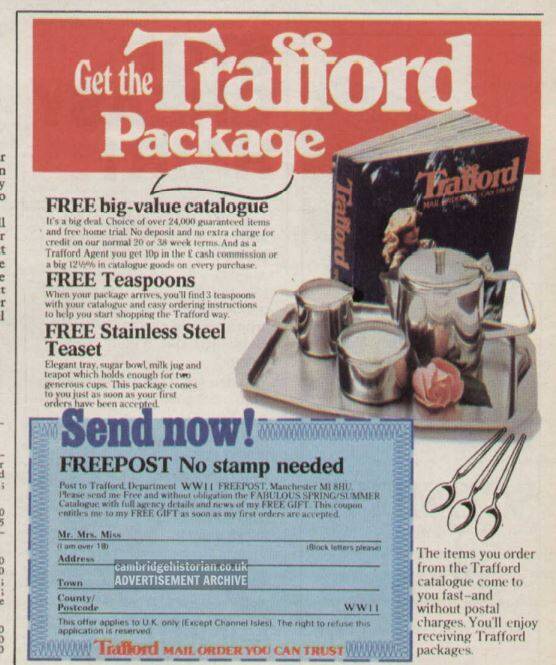 Get the Trafford
Package
Trafford
Trafford
MAIL ORDER YOU CAN TRUST
FREE big-value catalogue
It's a big deal. Choice of over 24,000 guaranteed items
and free home trial. No deposit and no extra charge for
credit on our normal 20 or 38 week terms. And as a
Trafford Agent you get 10p in the £ cash commission or
a big 12½% in catalogue goods on every purchase.
FREE Teaspoons
When your package arrives, you'll find 3 teaspoons
with your catalogue and easy ordering instructions
to help you start shopping the Trafford way.
FREE Stainless Steel
Teaset
Elegant tray, sugar bowl, milk jug and
teapot which holds enough for two
generous cups. This package comes
to you just as soon as your first
orders have been accepted.
Send now!
FREEPOST No stamp needed
Post to Trafford, Department WW11 FREEPOST, Manchester M1 8HU.
Please send me Free and without obligation the FABULOUS SPRING/SUMMER
Catalogue with full agency details and news of my FREE GIFT. This coupon
entitles me to my FREE GIFT as soon as my first orders are accepted.
Mr. Mrs. Miss
(I am over 18) (Block letters please)
Address
cambridgehistorian.co.uk
ADVERTISEMENT ARCHIVE
Town
County/
Postcode WW11
This offer applies to U.K. only (Except Channel Isles). The right to refuse this
application is reserved.
Trafford MAIL ORDER YOU CAN TRUST
The items you order
from the Trafford
catalogue come to
you fast–and
without postal
charges. You'll enjoy
receiving Trafford
packages.